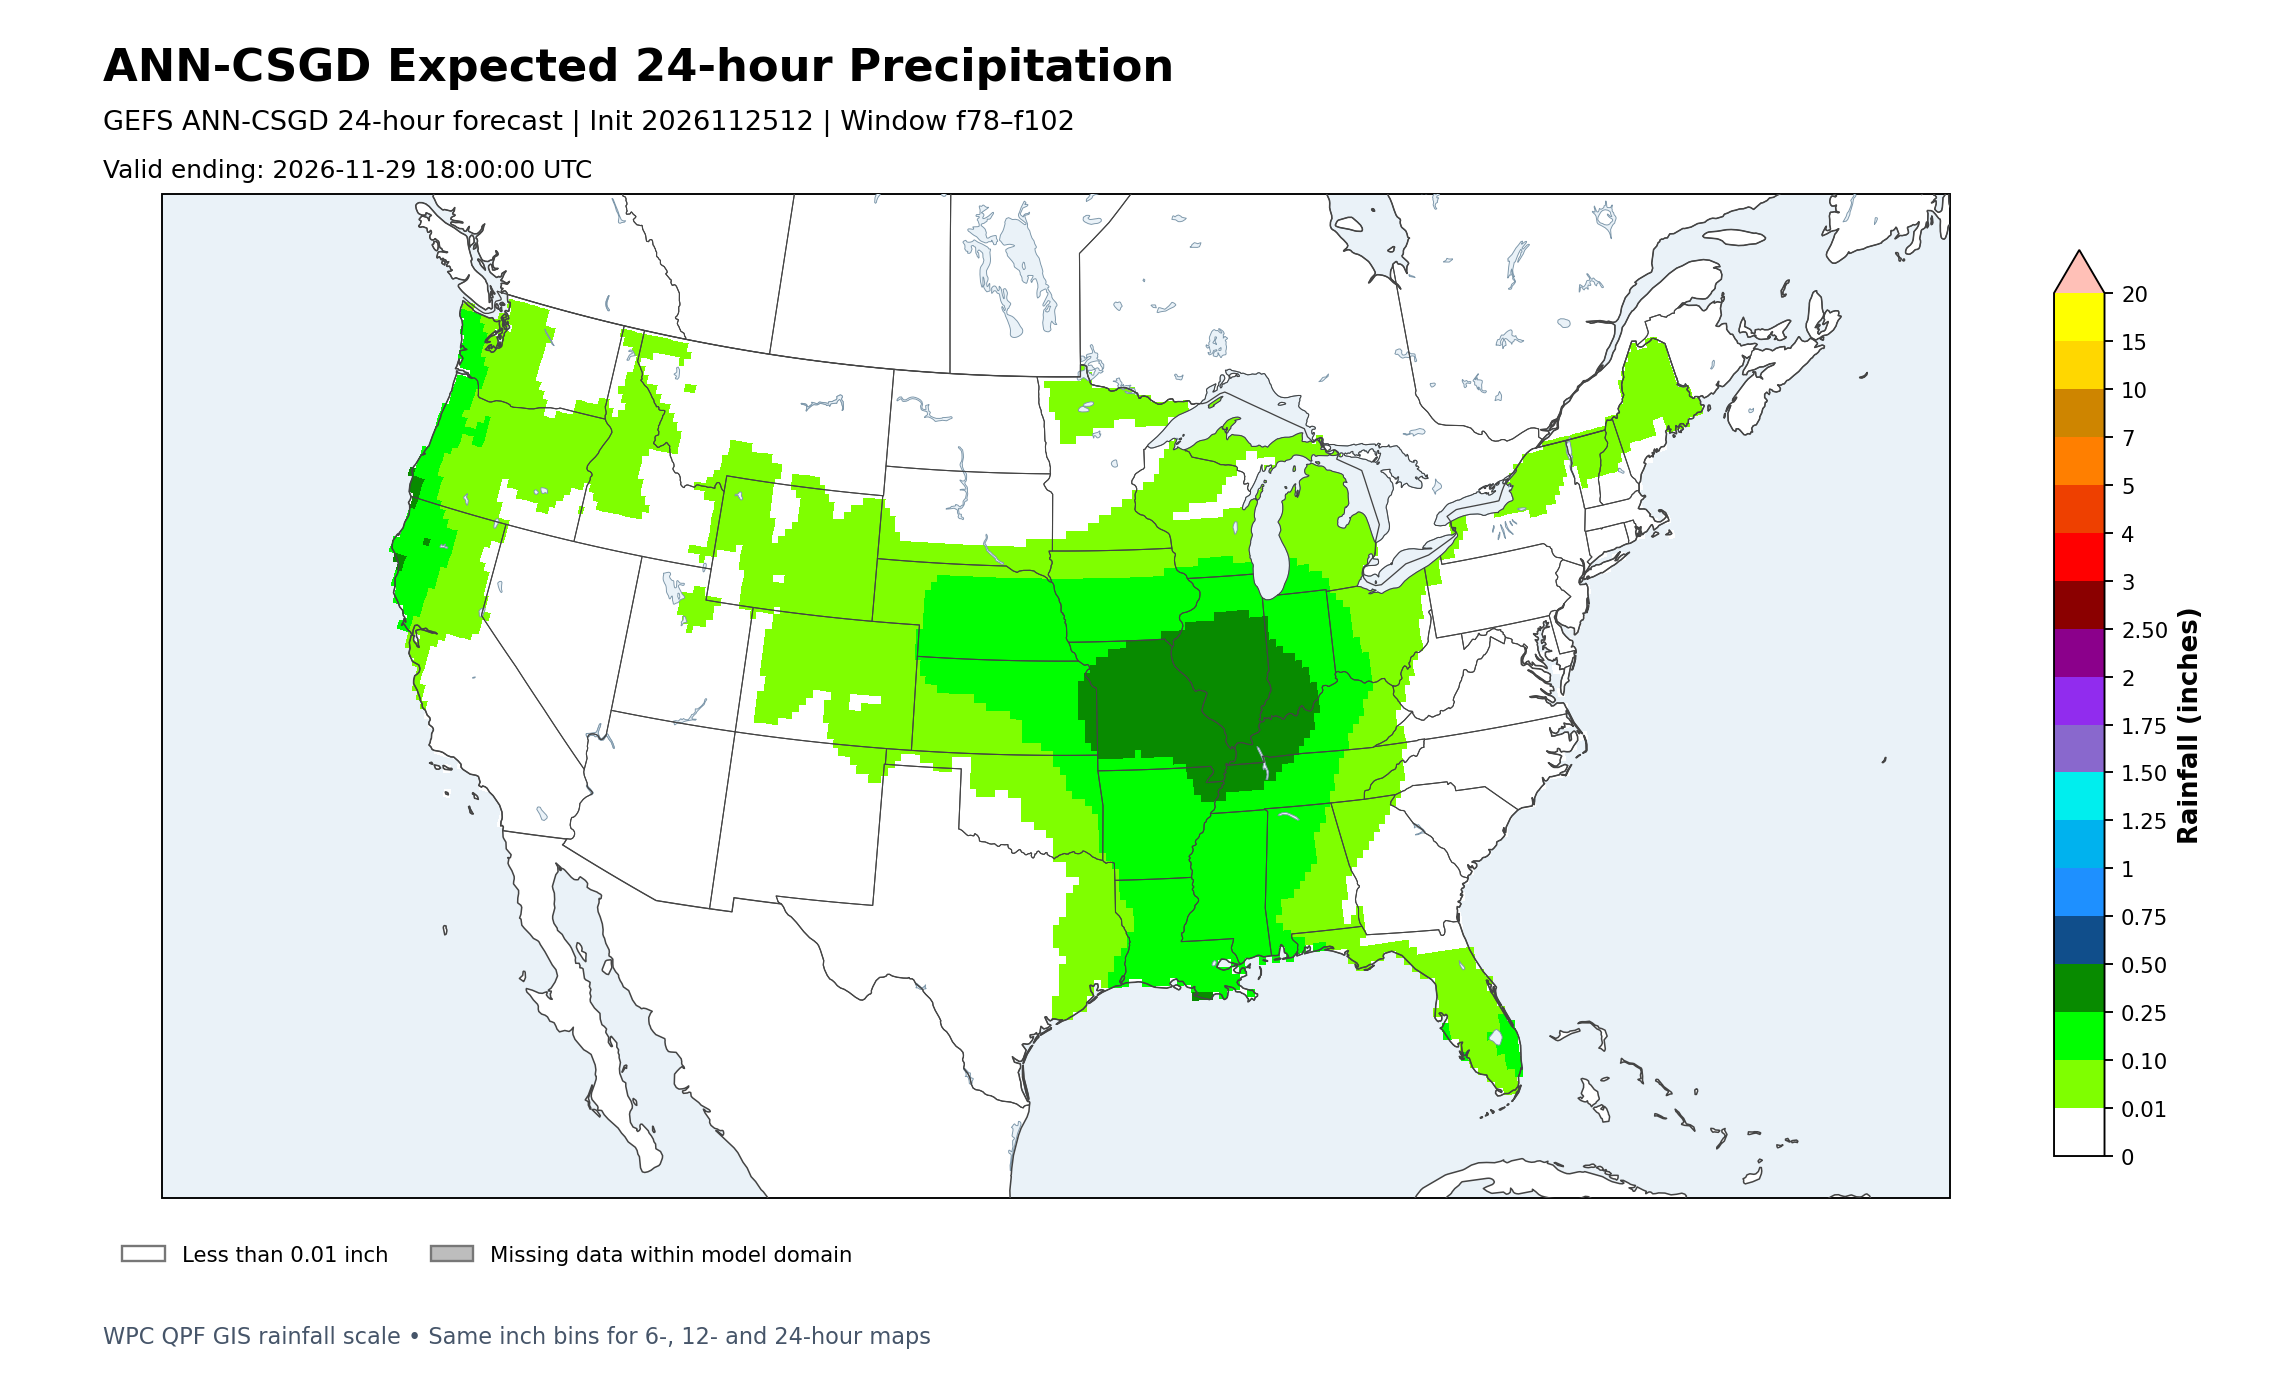 ANN-CSGD Expected 24-hour Precipitation
GEFS ANN-CSGD 24-hour forecast | Init 2026112512 | Window f78–f102
Valid ending: 2026-11-29 18:00:00 UTC
20
15
10
7
5
4
3
2.50
2
1.75
1.50
1.25
1
0.75
0.50
0.25
0.10
0.01
0
Rainfall (inches)
Less than 0.01 inch
Missing data within model domain
WPC QPF GIS rainfall scale • Same inch bins for 6-, 12- and 24-hour maps